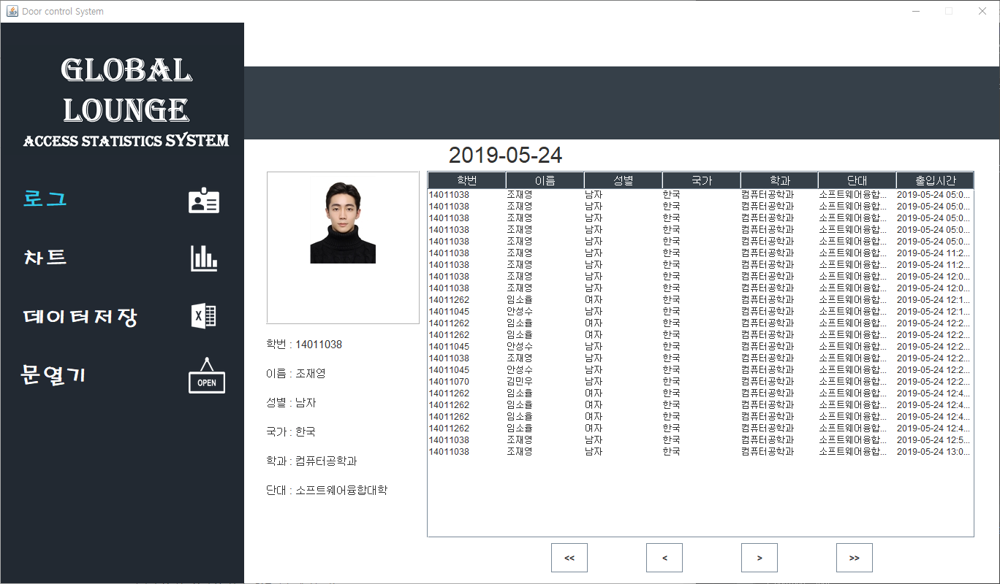 Door control System
GLOBAL
LOUNGE
ACCESS STATISTICS SYSTEM
로그
차트
데이터저장
X
문열기
OPEN
2019-05-24
학번 : 14011038
이름 : 조재영
성별 : 남자
국가 : 한국
학과 : 컴퓨터공학과
단대 : 소프트웨어융합대학
학번 이름 성별 국가 학과 단대 출입시간
14011038 조재영 남자 한국 컴퓨터공학과 소프트웨어융합... 2019-05-24 05:0...
14011038 조재영 남자 한국 컴퓨터공학과 소프트웨어융합... 2019-05-24 05:0...
14011038 조재영 남자 한국 컴퓨터공학과 소프트웨어융합... 2019-05-24 05:0...
14011038 조재영 남자 한국 컴퓨터공학과 소프트웨어융합... 2019-05-24 05:0...
14011038 조재영 남자 한국 컴퓨터공학과 소프트웨어융합... 2019-05-24 05:0...
14011038 조재영 남자 한국 컴퓨터공학과 소프트웨어융합... 2019-05-24 11:2...
14011038 조재영 남자 한국 컴퓨터공학과 소프트웨어융합... 2019-05-24 11:2...
14011038 조재영 남자 한국 컴퓨터공학과 소프트웨어융합... 2019-05-24 12:0...
14011038 조재영 남자 한국 컴퓨터공학과 소프트웨어융합... 2019-05-24 12:0...
14011262 임소율 여자 한국 컴퓨터공학과 소프트웨어융합... 2019-05-24 12:1...
14011045 안성수 남자 한국 컴퓨터공학과 소프트웨어융합... 2019-05-24 12:1...
14011262 임소율 여자 한국 컴퓨터공학과 소프트웨어융합... 2019-05-24 12:2...
14011262 임소율 여자 한국 컴퓨터공학과 소프트웨어융합... 2019-05-24 12:2...
14011045 안성수 남자 한국 컴퓨터공학과 소프트웨어융합... 2019-05-24 12:2...
14011038 조재영 남자 한국 컴퓨터공학과 소프트웨어융합... 2019-05-24 12:2...
14011045 안성수 남자 한국 컴퓨터공학과 소프트웨어융합... 2019-05-24 12:2...
14011070 김민우 남자 한국 컴퓨터공학과 소프트웨어융합... 2019-05-24 12:2...
14011262 임소율 여자 한국 컴퓨터공학과 소프트웨어융합... 2019-05-24 12:4...
14011262 임소율 여자 한국 컴퓨터공학과 소프트웨어융합... 2019-05-24 12:4...
14011262 임소율 여자 한국 컴퓨터공학과 소프트웨어융합... 2019-05-24 12:4...
14011262 임소율 여자 한국 컴퓨터공학과 소프트웨어융합... 2019-05-24 12:4...
14011038 조재영 남자 한국 컴퓨터공학과 소프트웨어융합... 2019-05-24 12:5...
14011038 조재영 남자 한국 컴퓨터공학과 소프트웨어융합... 2019-05-24 13:0...
<< < > >>